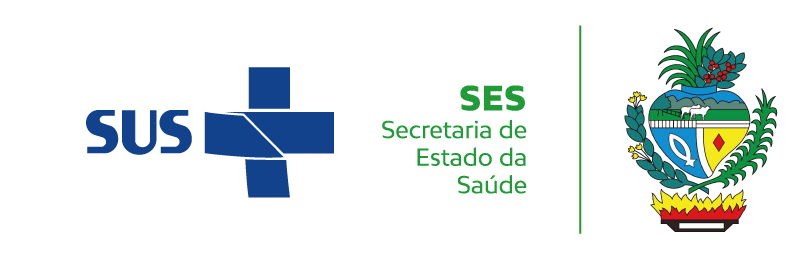 SUS
SES
Secretaria de
Estado da
Saúde